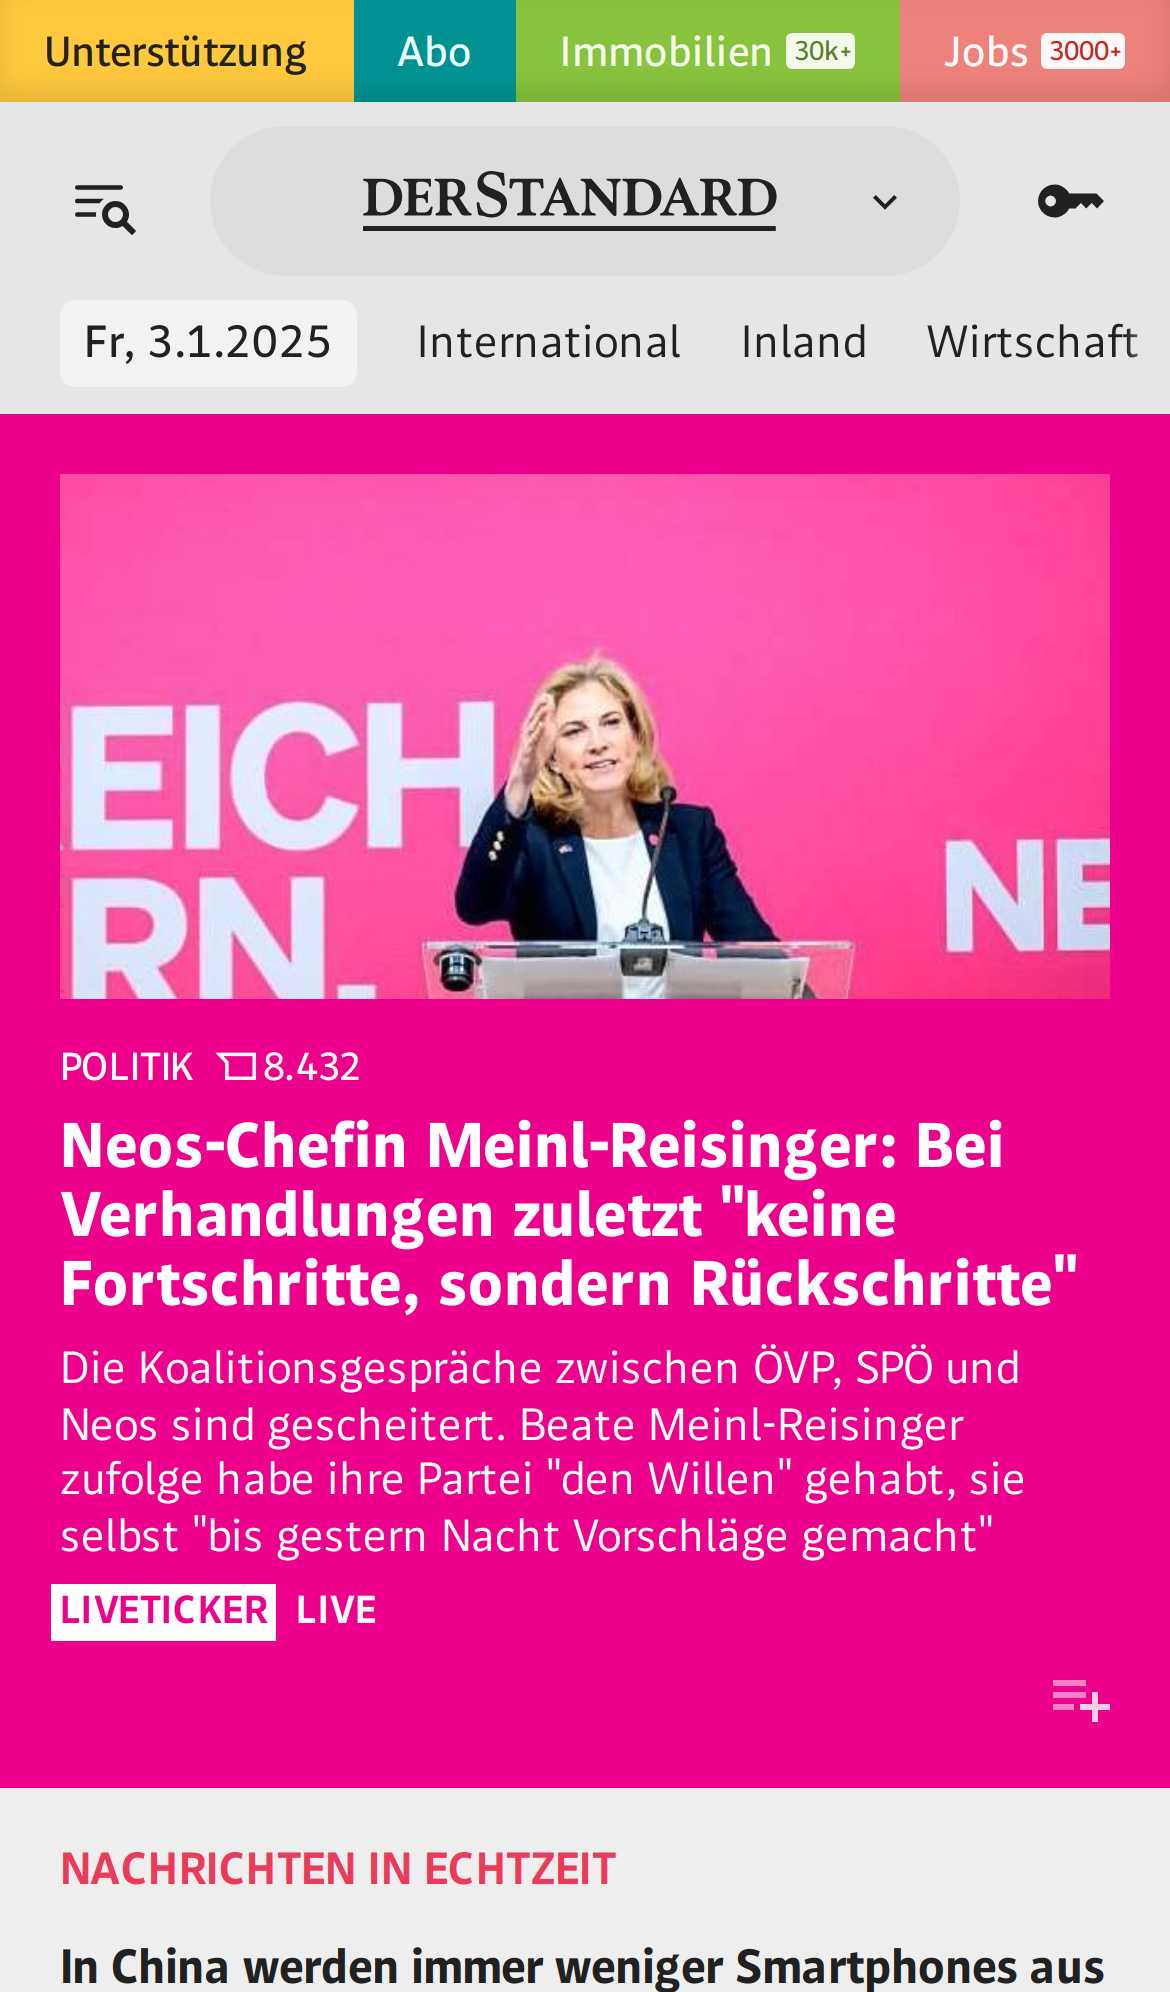 Unterstützung
Abo
Immobilien 30k+
Jobs 3000+
DERSTANDARD
Fr, 3.1.2025
International
Inland
Wirtschaft
EICH
RN.
NE
POLITIK 8.432
Neos-Chefin Meinl-Reisinger: Bei
Verhandlungen zuletzt "keine
Fortschritte, sondern Rückschritte"
Die Koalitionsgespräche zwischen ÖVP, SPÖ und
Neos sind gescheitert. Beate Meinl-Reisinger
zufolge habe ihre Partei "den Willen" gehabt, sie
selbst "bis gestern Nacht Vorschläge gemacht"
LIVETICKER LIVE
NACHRICHTEN IN ECHTZEIT
In China werden immer weniger Smartphones aus